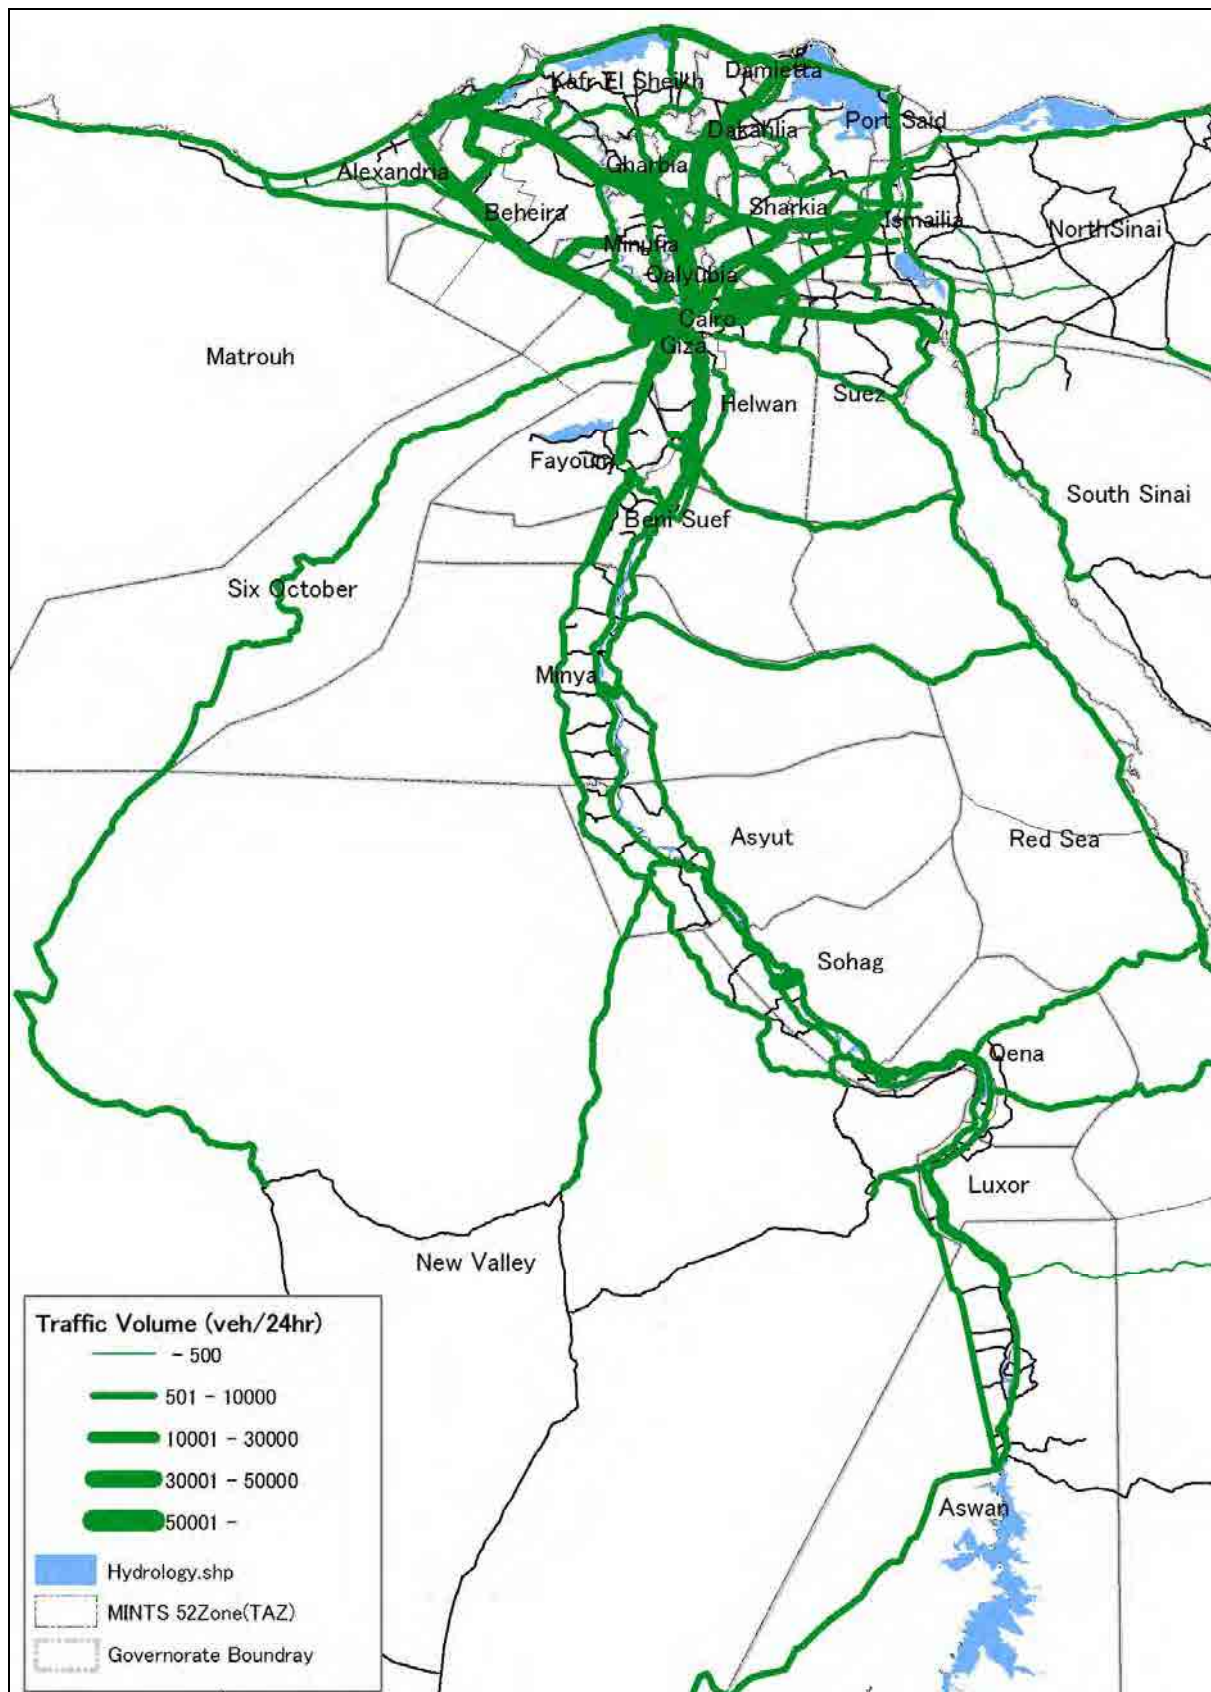 Damietta
Kafr El Sheikh
Port Said
Dakahlia
Gharbia
Alexandria
Sharkia
Beheira
Ismailia
NorthSinai
Minufia
Qalyubia
Cairo
Giza
Matrouh
Suez
Helwan
Fayoum
South Sinai
Beni Suef
Six October
Minya
Asyut
Red Sea
Sohag
Qena
Luxor
New Valley
Aswan
Traffic Volume (veh/24hr)
- 500
501 - 10000
10001 - 30000
30001 - 50000
50001 -
Hydrology.shp
MINTS 52Zone(TAZ)
Governorate Boundray